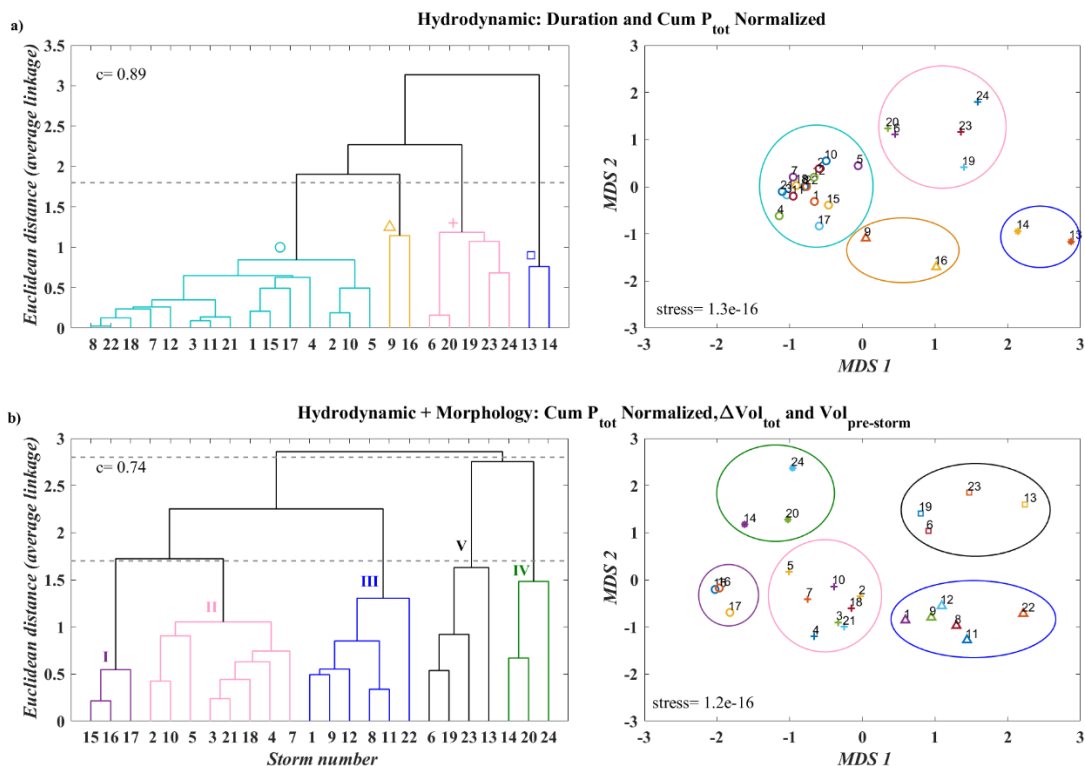 Hydrodynamic: Duration and Cum P_tot Normalized
a)
Euclidean distance (average linkage)
3.5
3
2.5
2
1.5
1
0.5
0
c= 0.89
8 22 18 7 12 3 11 21 1 15 17 4 2 10 5 9 16 6 20 19 23 24 13 14
MDS 2
3
2
1
0
-1
-2
-3
24
20
6
23
19
10
7
5
1
15
4
17
9
16
14
13
stress= 1.3e-16
-3 -2 -1 0 1 2 3
MDS 1
Hydrodynamic + Morphology: Cum P_tot Normalized, ΔVol_tot and Vol_pre-storm
b)
Euclidean distance (average linkage)
3
2.5
2
1.5
1
0.5
0
c= 0.74
I
II
III
V
IV
15 16 17 2 10 5 3 21 18 4 7 1 9 12 8 11 22 6 19 23 13 14 20 24
Storm number
MDS 2
3
2
1
0
-1
-2
-3
24
14
20
23
13
19
6
5
10
7
2
18
3
21
4
16
17
12
1
9
8
11
22
stress= 1.2e-16
-3 -2 -1 0 1 2 3
MDS 1